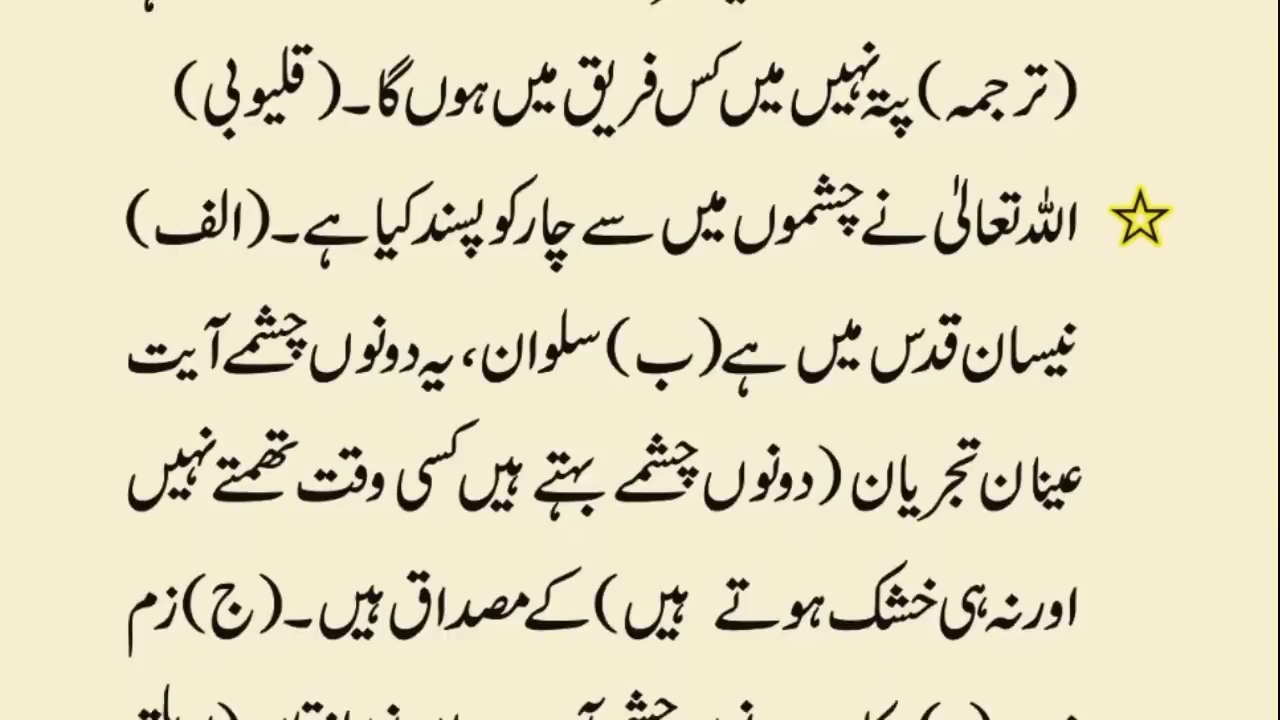 (ترجمہ) پتہ نہیں میں کس فریق میں ہوں گا۔ (قلیوبی)
اللہ تعالیٰ نے چشموں میں سے چار کو پسند کیا ہے۔ (الف)
نیسان قدس میں ہے (ب) سلوان، یہ دونوں چشمے آیت
عینان تجریان (دونوں چشمے بہتے ہیں کسی وقت تھمتے نہیں
اور نہ ہی خشک ہوتے ہیں) کے مصداق ہیں۔ (ج) زم